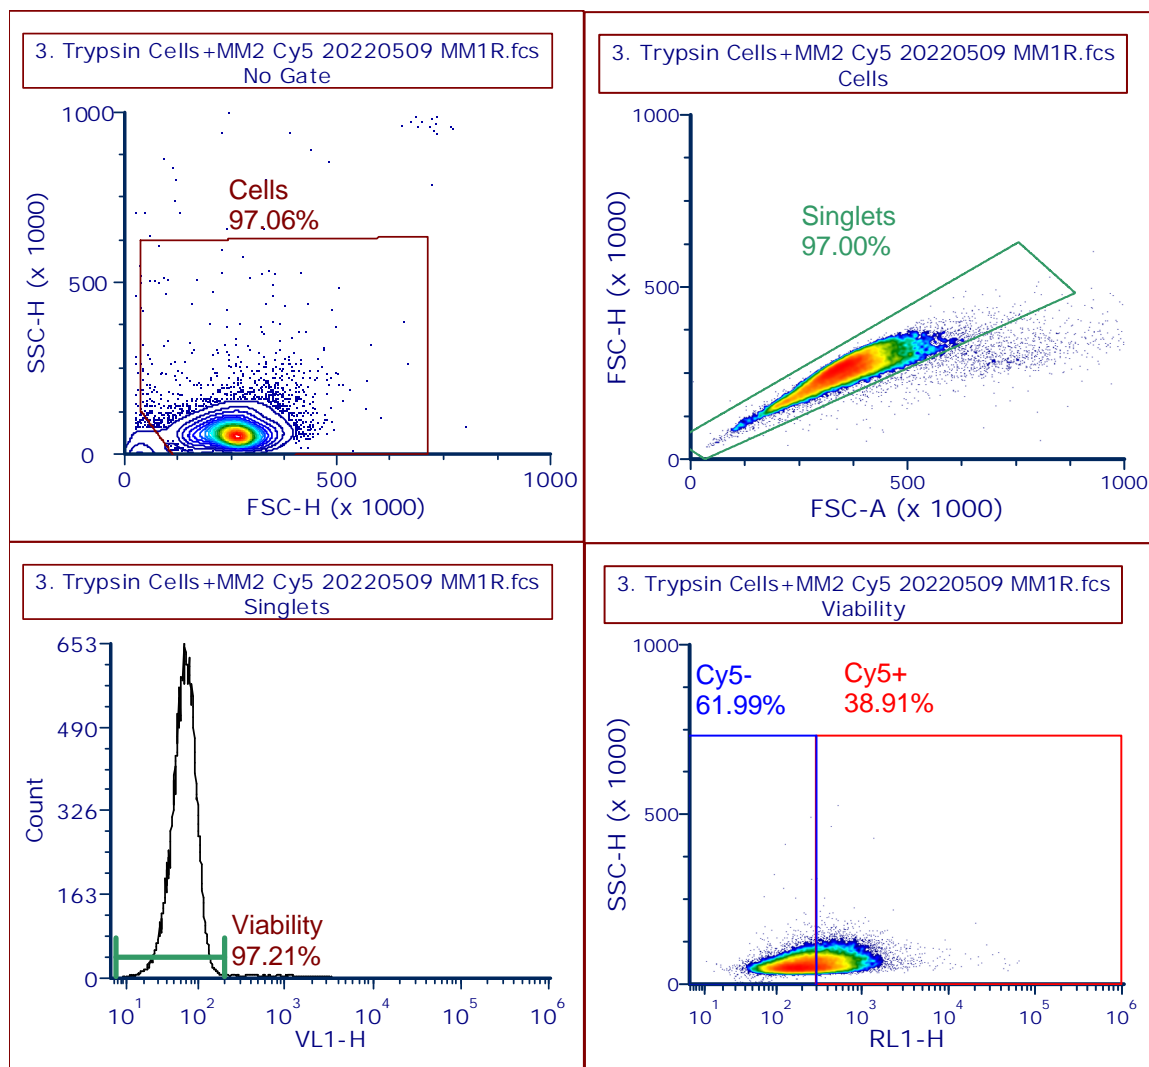 3. Trypsin Cells+MM2 Cy5 20220509 MM1R.fcs
No Gate
1000
500
0
SSC-H (x 1000)
Cells
97.06%
0
500
1000
FSC-H (x 1000)
3. Trypsin Cells+MM2 Cy5 20220509 MM1R.fcs
Cells
1000
500
0
FSC-H (x 1000)
Singlets
97.00%
0
500
1000
FSC-A (x 1000)
3. Trypsin Cells+MM2 Cy5 20220509 MM1R.fcs
Singlets
653
490
326
163
0
Count
Viability
97.21%
10^1
10^2
10^3
10^4
10^5
10^6
VL1-H
3. Trypsin Cells+MM2 Cy5 20220509 MM1R.fcs
Viability
1000
500
0
SSC-H (x 1000)
Cy5-
61.99%
Cy5+
38.91%
10^1
10^2
10^3
10^4
10^5
10^6
RL1-H